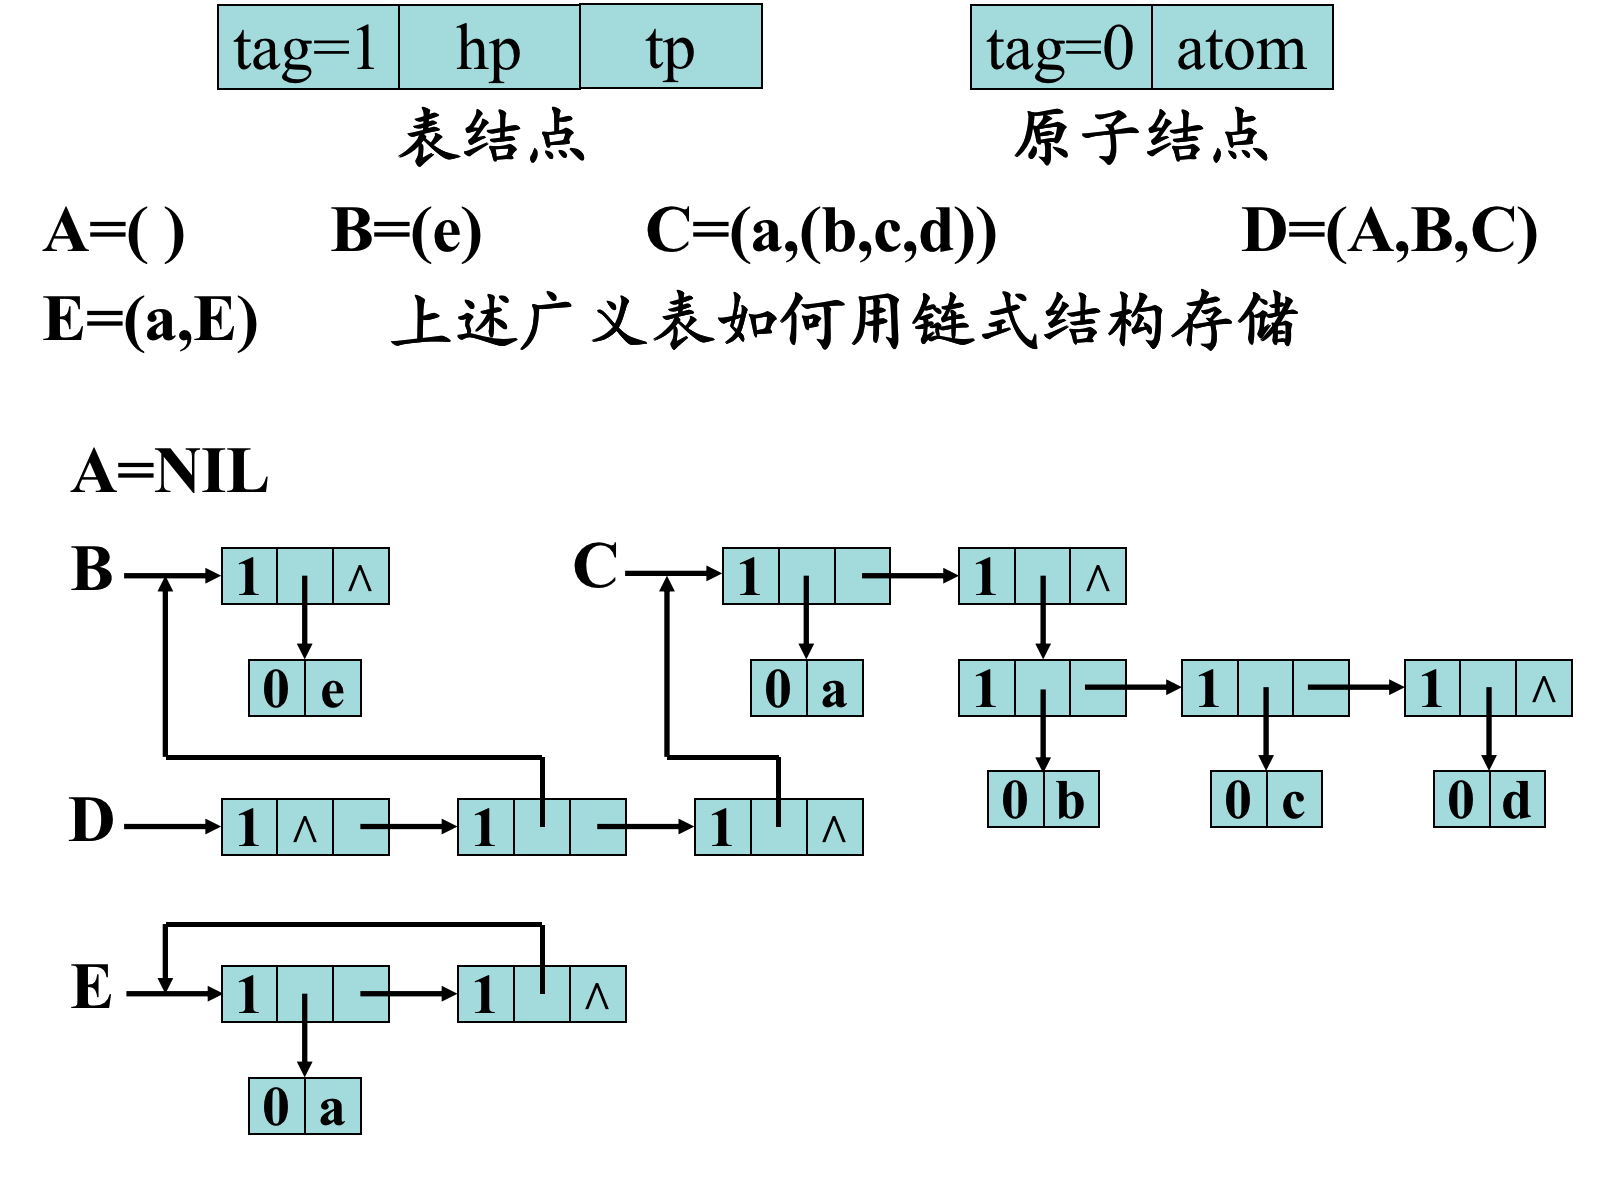 tag=1 hp tp tag=0 atom
表结点 原子结点
A=( ) B=(e) C=(a,(b,c,d)) D=(A,B,C)
E=(a,E) 上述广义表如何用链式结构存储
A=NIL
B 1 ^ C 1 1 ^
0 e 0 a 1 1 1 ^
0 b 0 c 0 d
D 1 ^ 1 1 ^
E 1 1 ^
0 a